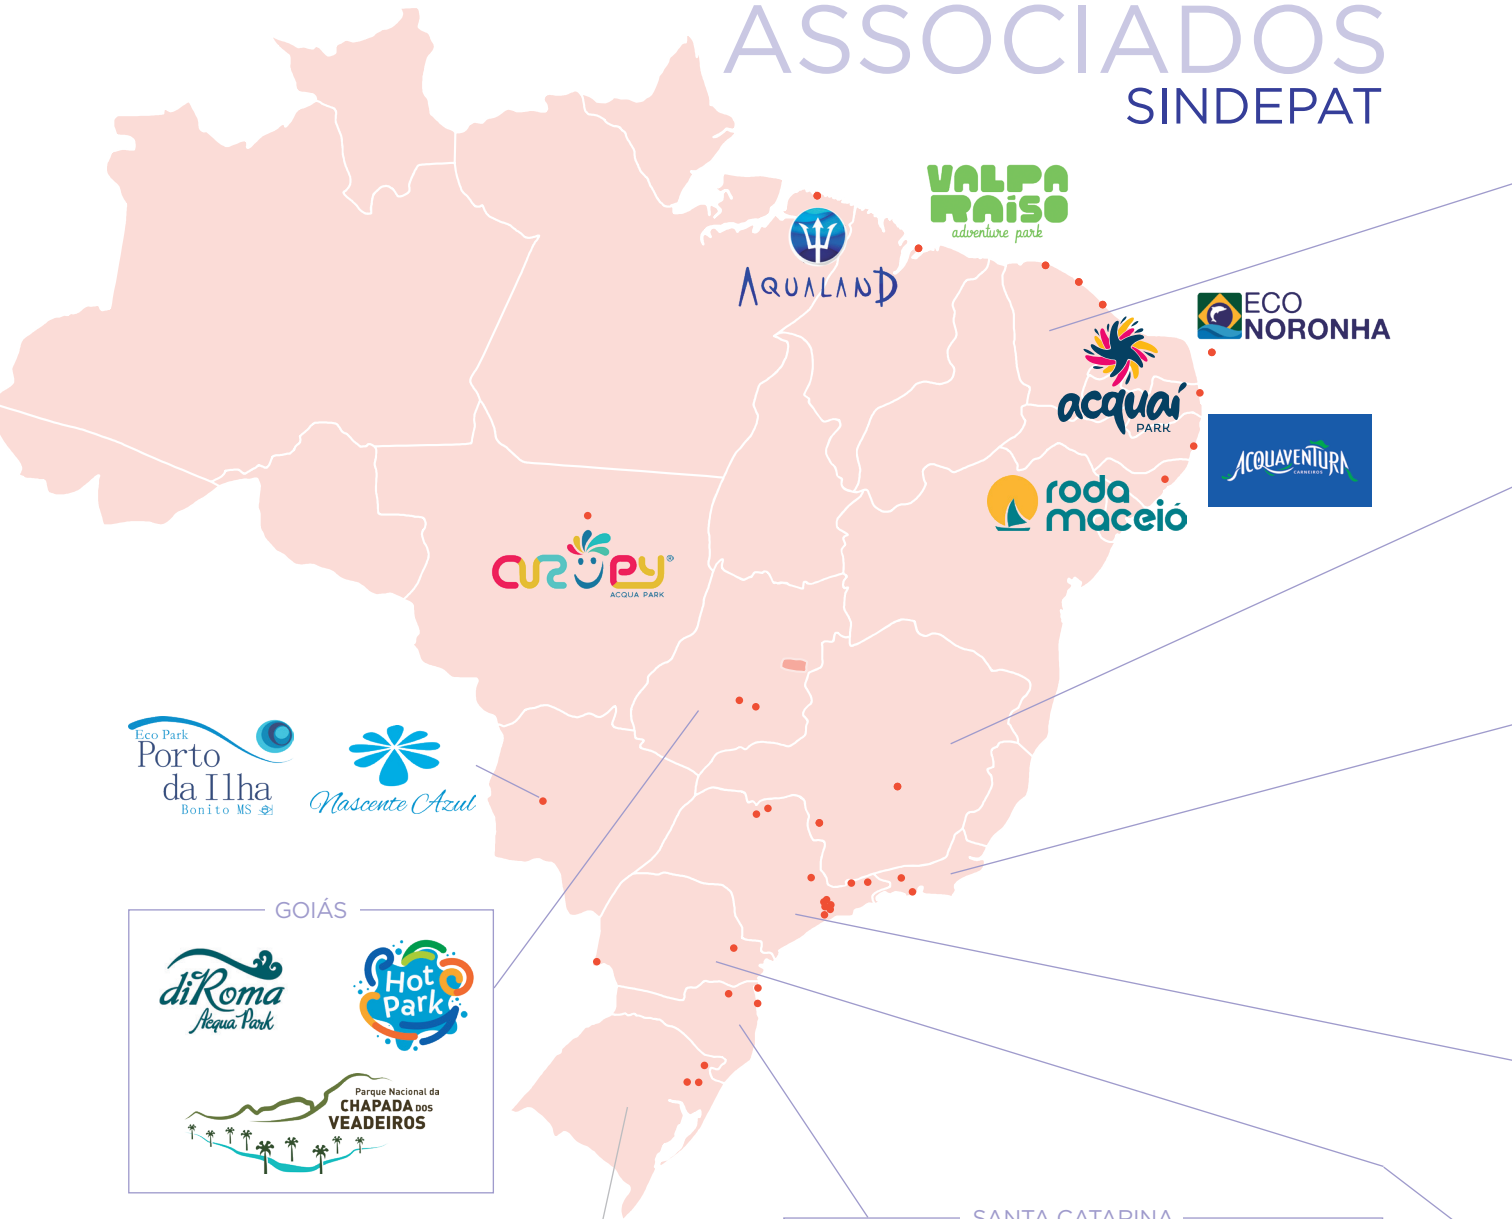 ASSOCIADOS
SINDEPAT
VALPA
RAÍSO
adventure park
AQUALAND
ECO
NORONHA
acquaí
PARK
ACQUAVENTURA
CARNEIROS
roda
maceió
CURUPY®
ACQUA PARK
Eco Park
Porto
da Ilha
Bonito MS
Nascente Azul
GOIÁS
diRoma
Acqua Park
Hot
Park
Parque Nacional da
CHAPADA DOS
VEADEIROS
SANTA CATARINA